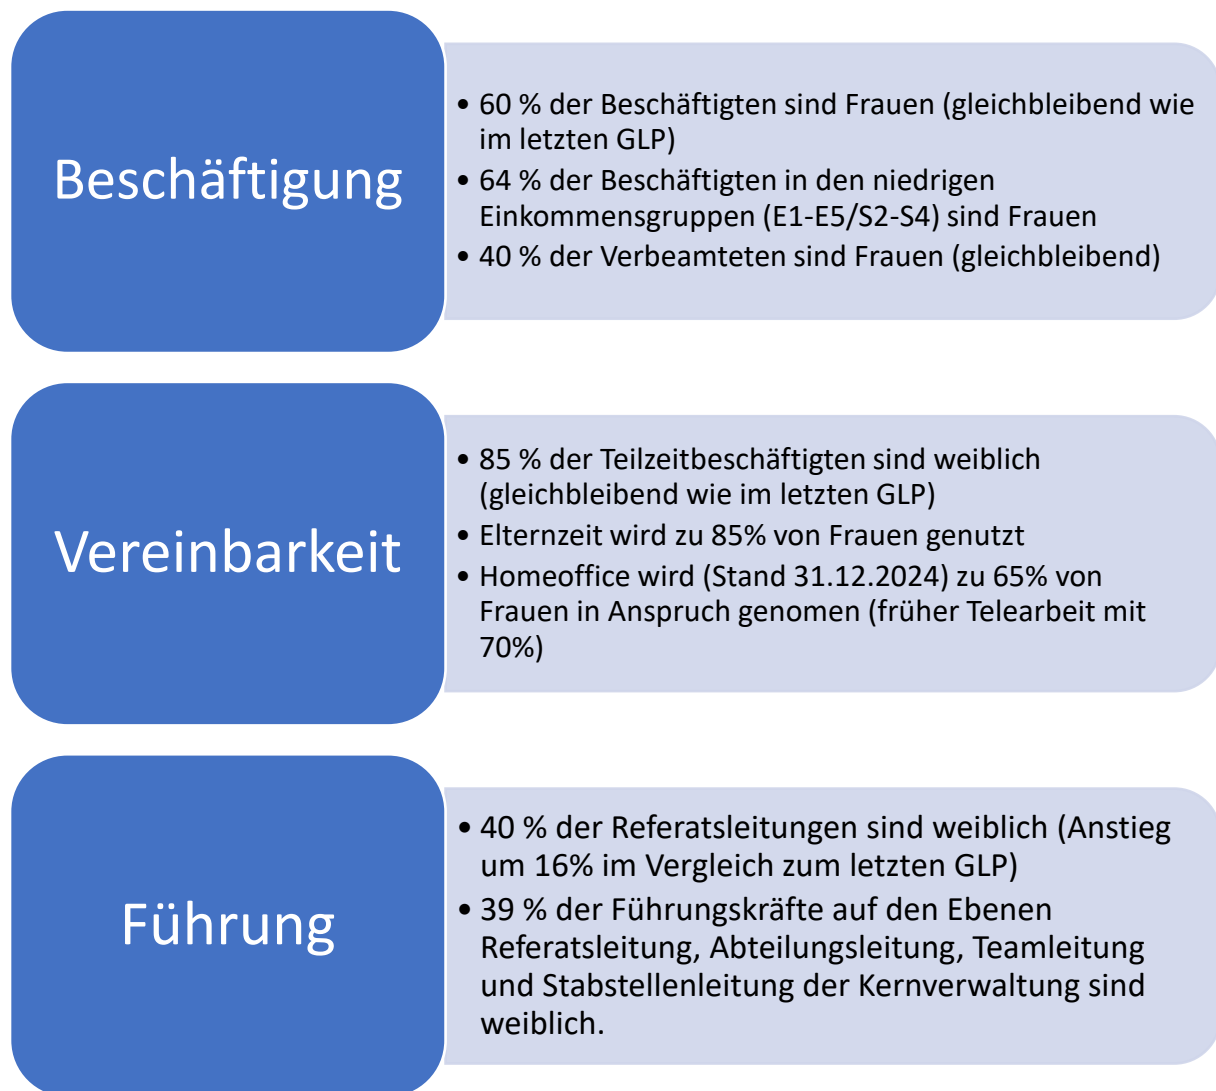 Beschäftigung
• 60 % der Beschäftigten sind Frauen (gleichbleibend wie
im letzten GLP)
• 64 % der Beschäftigten in den niedrigen
Einkommensgruppen (E1-E5/S2-S4) sind Frauen
• 40 % der Verbeamteten sind Frauen (gleichbleibend)
Vereinbarkeit
• 85 % der Teilzeitbeschäftigten sind weiblich
(gleichbleibend wie im letzten GLP)
• Elternzeit wird zu 85% von Frauen genutzt
• Homeoffice wird (Stand 31.12.2024) zu 65% von
Frauen in Anspruch genomen (früher Telearbeit mit
70%)
Führung
• 40 % der Referatsleitungen sind weiblich (Anstieg
um 16% im Vergleich zum letzten GLP)
• 39 % der Führungskräfte auf den Ebenen
Referatsleitung, Abteilungsleitung, Teamleitung
und Stabstellenleitung der Kernverwaltung sind
weiblich.